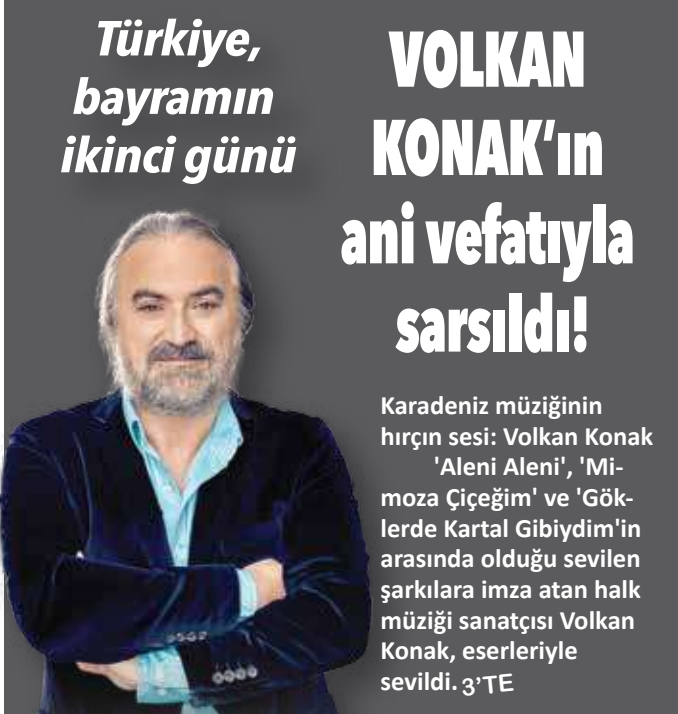 Türkiye,
bayramın
ikinci günü
VOLKAN
KONAK'ın
ani vefatıyla
sarsıldı!
Karadeniz müziğinin
hırçın sesi: Volkan Konak
'Aleni Aleni', 'Mi-
moza Çiçeğim' ve 'Gök-
lerde Kartal Gibiydim'in
arasında olduğu sevilen
şarkılara imza atan halk
müziği sanatçısı Volkan
Konak, eserleriyle
sevildi. 3'TE